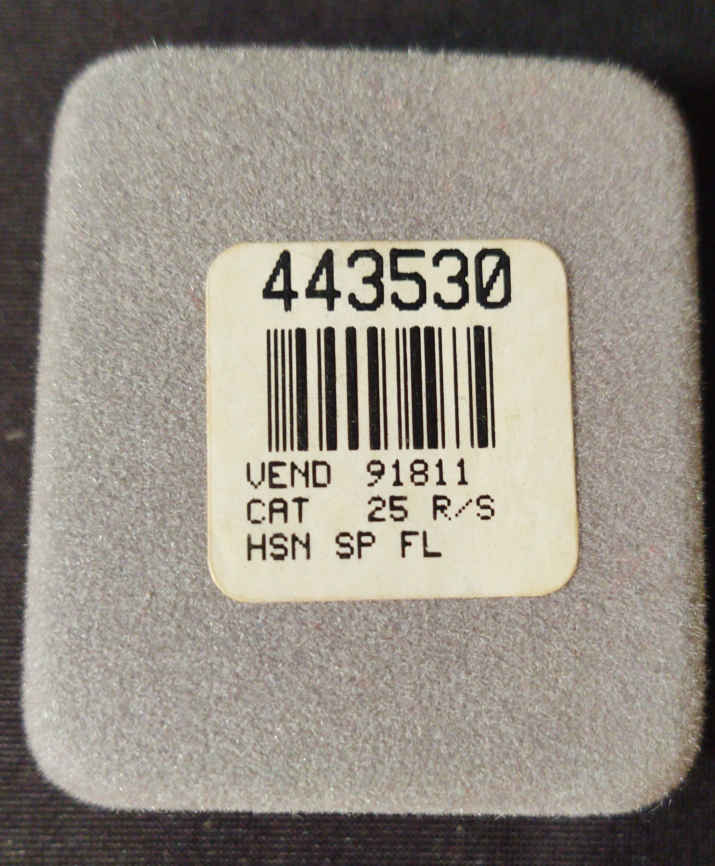 443530
VEND 91811
CAT 25 R/S
HSN SP FL